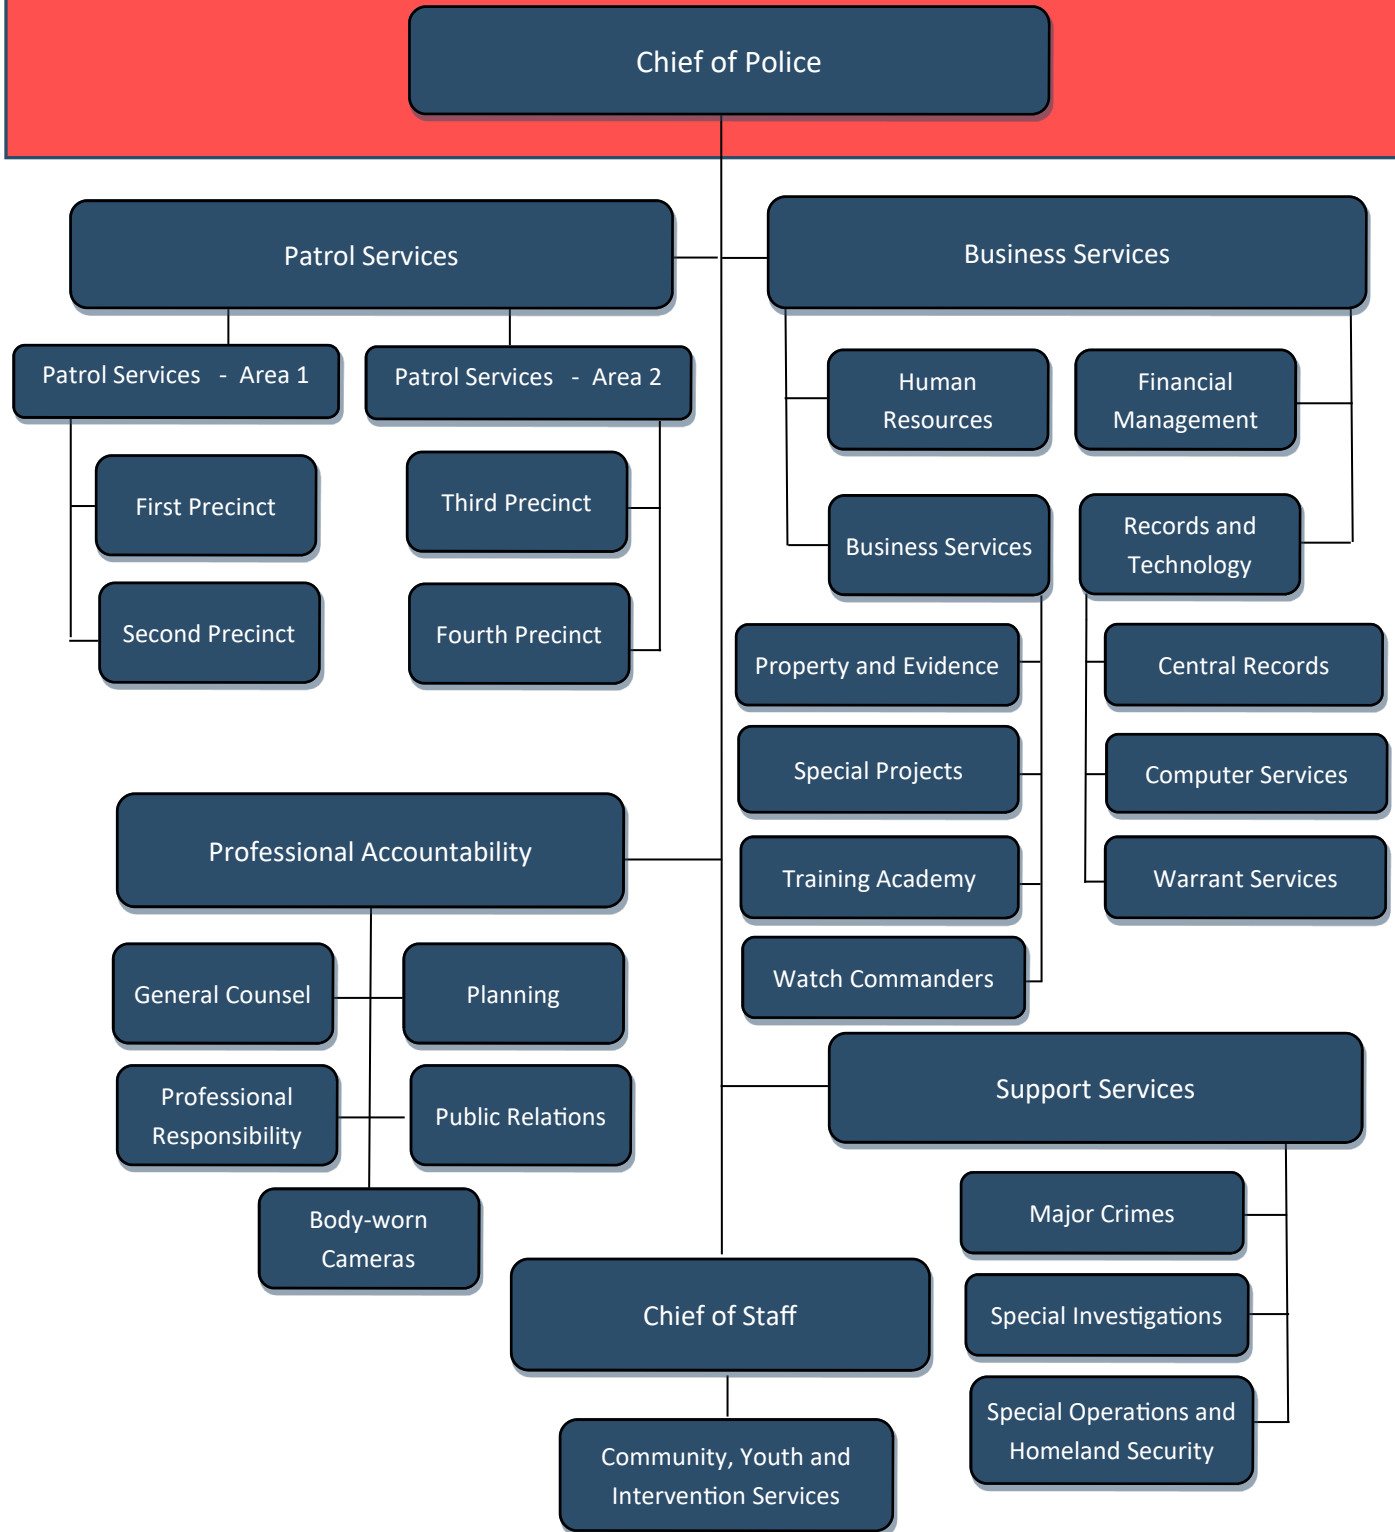 Chief of Police
Patrol Services
Business Services
Patrol Services - Area 1
Patrol Services - Area 2
First Precinct
Second Precinct
Third Precinct
Fourth Precinct
Human
Resources
Financial
Management
Business Services
Records and
Technology
Property and Evidence
Special Projects
Training Academy
Watch Commanders
Central Records
Computer Services
Warrant Services
Professional Accountability
General Counsel
Planning
Professional
Responsibility
Public Relations
Body-worn
Cameras
Support Services
Major Crimes
Special Investigations
Special Operations and
Homeland Security
Chief of Staff
Community, Youth and
Intervention Services